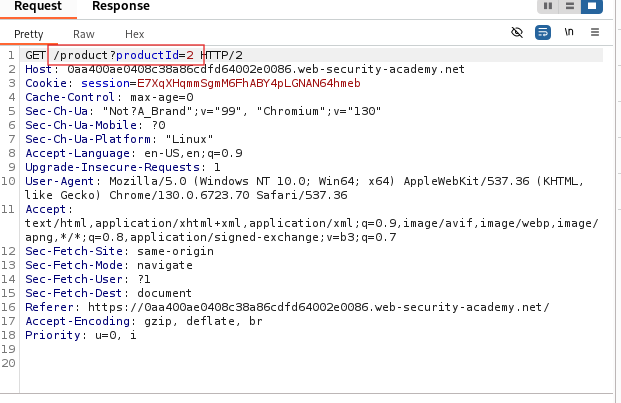 Request Response
Pretty Raw Hex \n
1 GET /product?productId=2 HTTP/2
2 Host: 0aa400ae0408c38a86cdfd64002e0086.web-security-academy.net
3 Cookie: session=E7XqXHqmmSgmM6FhABY4pLGNAN64hmeb
4 Cache-Control: max-age=0
5 Sec-Ch-Ua: "Not?A_Brand";v="99", "Chromium";v="130"
6 Sec-Ch-Ua-Mobile: ?0
7 Sec-Ch-Ua-Platform: "Linux"
8 Accept-Language: en-US,en;q=0.9
9 Upgrade-Insecure-Requests: 1
10 User-Agent: Mozilla/5.0 (Windows NT 10.0; Win64; x64) AppleWebKit/537.36 (KHTML,
like Gecko) Chrome/130.0.6723.70 Safari/537.36
11 Accept:
text/html,application/xhtml+xml,application/xml;q=0.9,image/avif,image/webp,image/
apng,*/*;q=0.8,application/signed-exchange;v=b3;q=0.7
12 Sec-Fetch-Site: same-origin
13 Sec-Fetch-Mode: navigate
14 Sec-Fetch-User: ?1
15 Sec-Fetch-Dest: document
16 Referer: https://0aa400ae0408c38a86cdfd64002e0086.web-security-academy.net/
17 Accept-Encoding: gzip, deflate, br
18 Priority: u=0, i
19
20